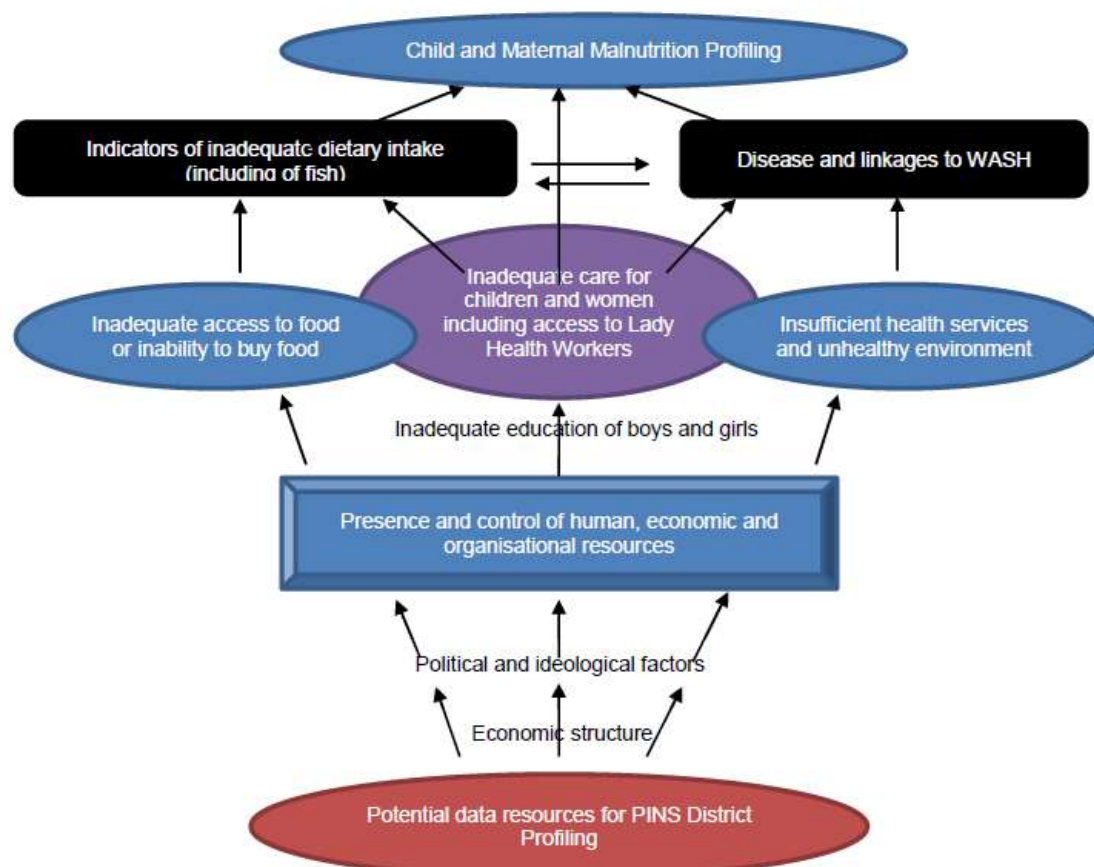 Child and Maternal Malnutrition Profiling
Indicators of inadequate dietary intake
(including of fish)
Disease and linkages to WASH
Inadequate access to food
or inability to buy food
Inadequate care for
children and women
including access to Lady
Health Workers
Insufficient health services
and unhealthy environment
Inadequate education of boys and girls
Presence and control of human, economic and
organisational resources
Political and ideological factors
Economic structure
Potential data resources for PINS District
Profiling